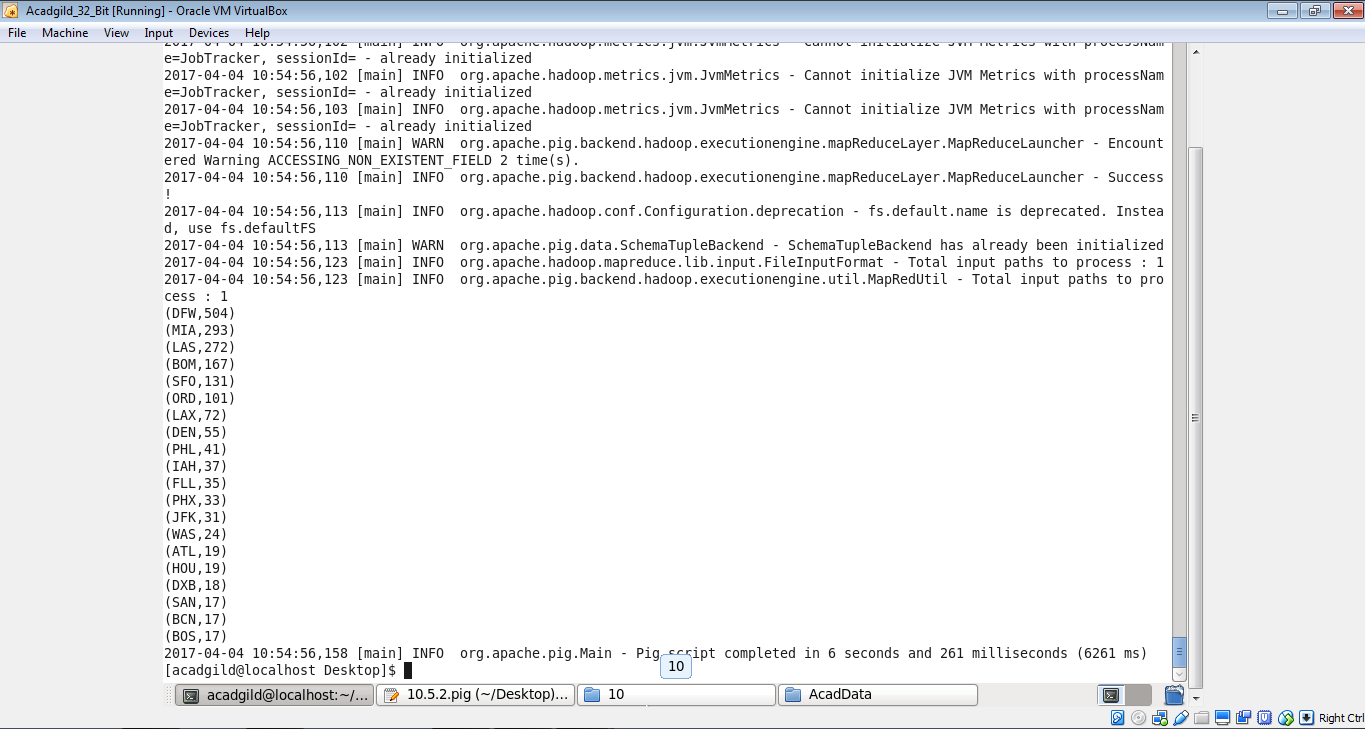 Acadgild_32_Bit [Running] - Oracle VM VirtualBox
File Machine View Input Devices Help
2017-04-04 10:54:56,102 [main] INFO  org.apache.hadoop.metrics.jvm.JvmMetrics - Cannot initialize JVM Metrics with processNam
e=JobTracker, sessionId= - already initialized
2017-04-04 10:54:56,102 [main] INFO  org.apache.hadoop.metrics.jvm.JvmMetrics - Cannot initialize JVM Metrics with processNam
e=JobTracker, sessionId= - already initialized
2017-04-04 10:54:56,103 [main] INFO  org.apache.hadoop.metrics.jvm.JvmMetrics - Cannot initialize JVM Metrics with processNam
e=JobTracker, sessionId= - already initialized
2017-04-04 10:54:56,110 [main] WARN  org.apache.pig.backend.hadoop.executionengine.mapReduceLayer.MapReduceLauncher - Encount
ered Warning ACCESSING_NON_EXISTENT_FIELD 2 time(s).
2017-04-04 10:54:56,110 [main] INFO  org.apache.pig.backend.hadoop.executionengine.mapReduceLayer.MapReduceLauncher - Success
!
2017-04-04 10:54:56,113 [main] INFO  org.apache.hadoop.conf.Configuration.deprecation - fs.default.name is deprecated. Instea
d, use fs.defaultFS
2017-04-04 10:54:56,113 [main] WARN  org.apache.pig.data.SchemaTupleBackend - SchemaTupleBackend has already been initialized
2017-04-04 10:54:56,123 [main] INFO  org.apache.hadoop.mapreduce.lib.input.FileInputFormat - Total input paths to process : 1
2017-04-04 10:54:56,123 [main] INFO  org.apache.pig.backend.hadoop.executionengine.util.MapRedUtil - Total input paths to pro
cess : 1
(DFW,504)
(MIA,293)
(LAS,272)
(BOM,167)
(SFO,131)
(ORD,101)
(LAX,72)
(DEN,55)
(PHL,41)
(IAH,37)
(FLL,35)
(PHX,33)
(JFK,31)
(WAS,24)
(ATL,19)
(HOU,19)
(DXB,18)
(SAN,17)
(BCN,17)
(BOS,17)
2017-04-04 10:54:56,158 [main] INFO  org.apache.pig.Main - Pig script completed in 6 seconds and 261 milliseconds (6261 ms)
[acadgild@localhost Desktop]$
10
acadgild@localhost:~/... 10.5.2.pig (~/Desktop)... 10 AcadData
Right Ctrl